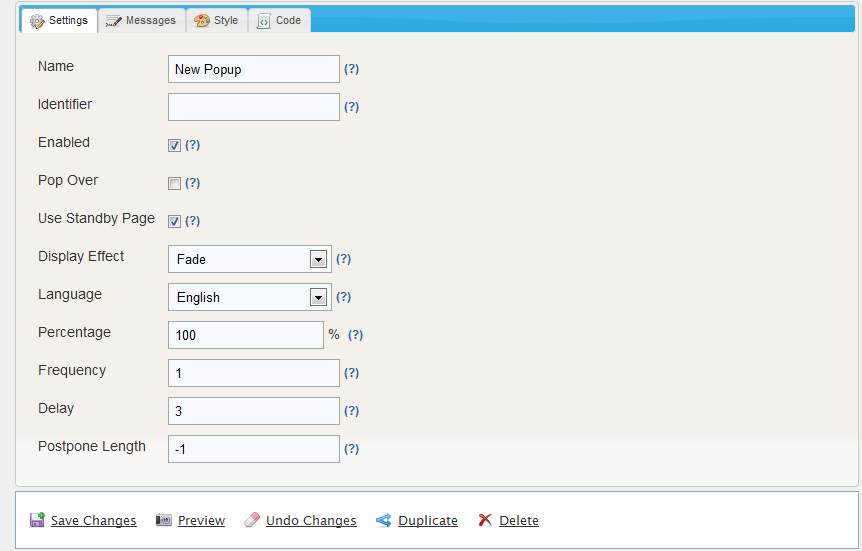 Settings Messages Style Code
Name New Popup (?)
Identifier (?)
Enabled (?)
Pop Over (?)
Use Standby Page (?)
Display Effect Fade (?)
Language English (?)
Percentage 100 % (?)
Frequency 1 (?)
Delay 3 (?)
Postpone Length -1 (?)
Save Changes Preview Undo Changes Duplicate Delete